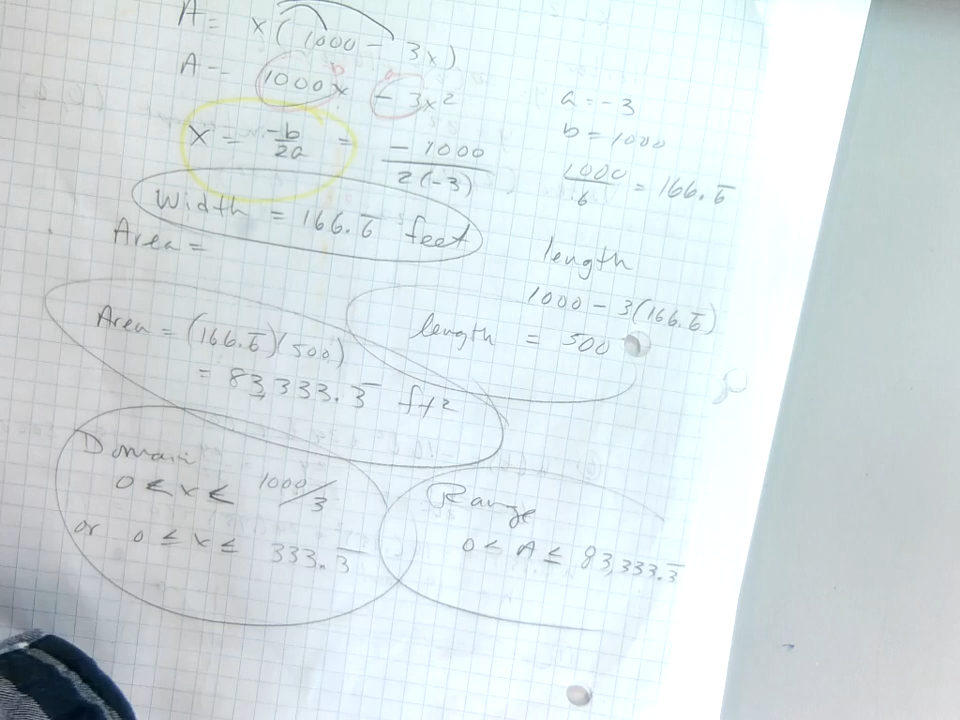 A = x(1000 - 3x)
A = 1000x - 3x²
b a
a = -3
b = 1000
x = -b/2a = -1000/2(-3)
1000/6 = 166.6̅
Width = 166.6̅ feet
Area =
length
1000 - 3(166.6̅)
length = 500
Area = (166.6̅)(500)
= 83,333.3̅ ft²
Domain
0 ≤ x ≤ 1000/3
or 0 ≤ x ≤ 333.3̅
Range
0 ≤ A ≤ 83,333.3̅